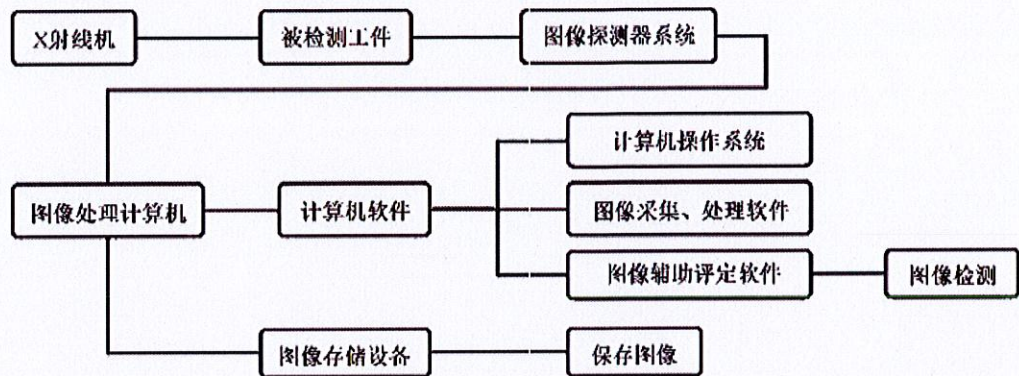 X射线机
被检测工件
图像探测器系统
计算机操作系统
图像处理计算机
计算机软件
图像采集、处理软件
图像辅助评定软件
图像检测
图像存储设备
保存图像